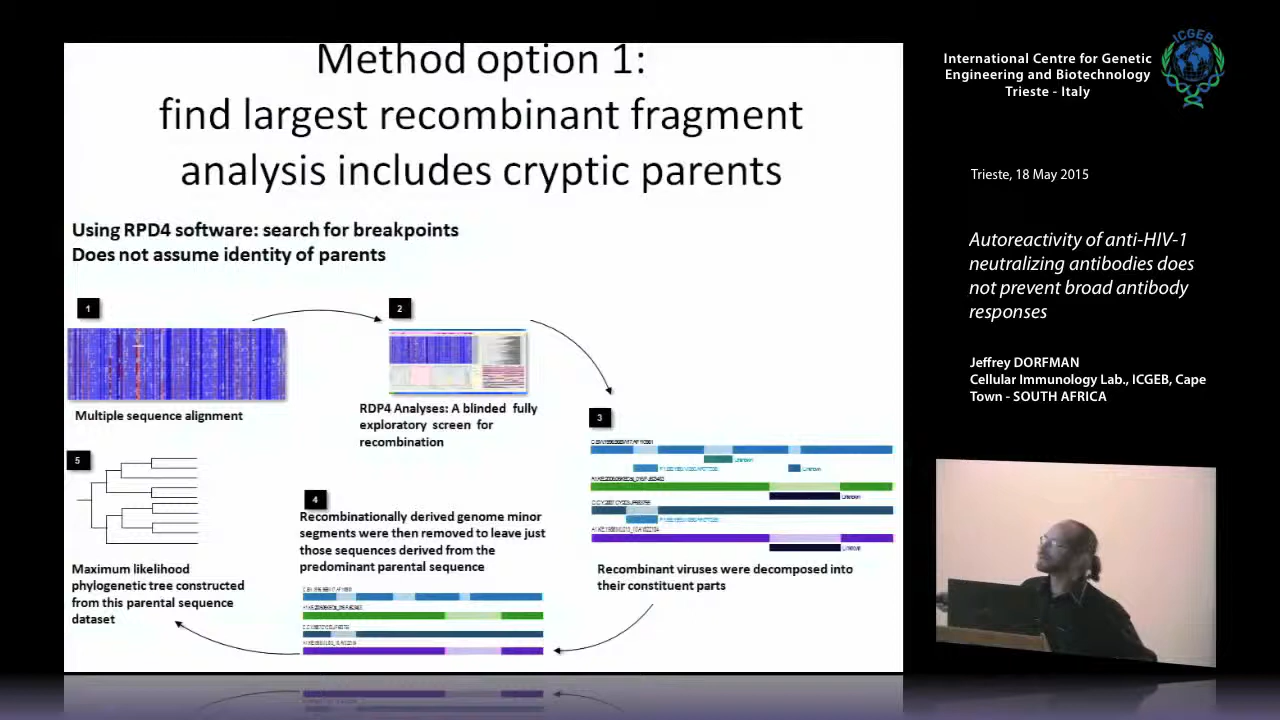 Method option 1:
find largest recombinant fragment
analysis includes cryptic parents
Using RPD4 software: search for breakpoints
Does not assume identity of parents
1
Multiple sequence alignment
2
RDP4 Analyses: A blinded fully
exploratory screen for
recombination
3
Unknown
Unknown
Unknown
Unknown
Recombinant viruses were decomposed into
their constituent parts
4
Recombinationally derived genome minor
segments were then removed to leave just
those sequences derived from the
predominant parental sequence
5
Maximum likelihood
phylogenetic tree constructed
from this parental sequence
dataset
ICGEB
International Centre for Genetic
Engineering and Biotechnology
Trieste - Italy
Trieste, 18 May 2015
Autoreactivity of anti-HIV-1
neutralizing antibodies does
not prevent broad antibody
responses
Jeffrey DORFMAN
Cellular Immunology Lab., ICGEB, Cape
Town - SOUTH AFRICA